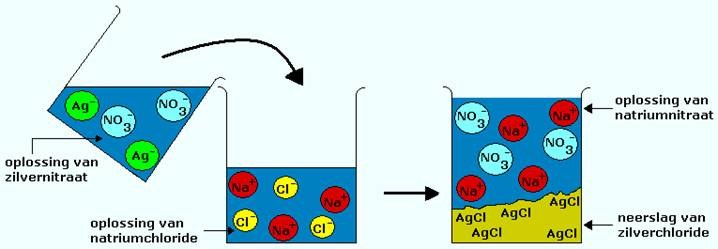 Ag⁻
NO₃⁻
NO₃⁻
Ag⁻
oplossing van
zilvernitraat
Na⁺
Cl⁻
Na⁺
Cl⁻
Na⁺
Cl⁻
oplossing van
natriumchloride
NO₃⁻
Na⁺
Na⁺
NO₃⁻
NO₃⁻
Na⁺
Na⁺
AgCl
AgCl
AgCl
AgCl
AgCl
oplossing van
natriumnitraat
neerslag van
zilverchloride